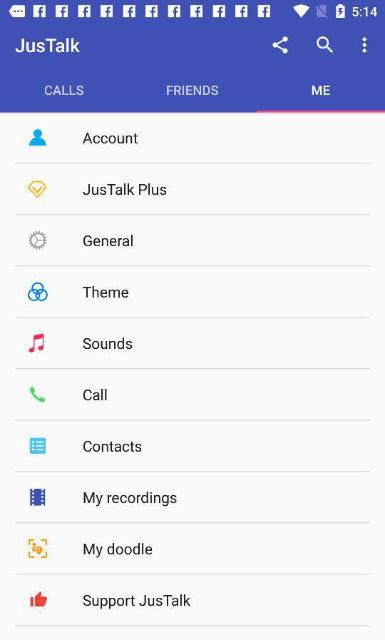 5:14
JusTalk
CALLS
FRIENDS
ME
Account
JusTalk Plus
General
Theme
Sounds
Call
Contacts
My recordings
My doodle
Support JusTalk